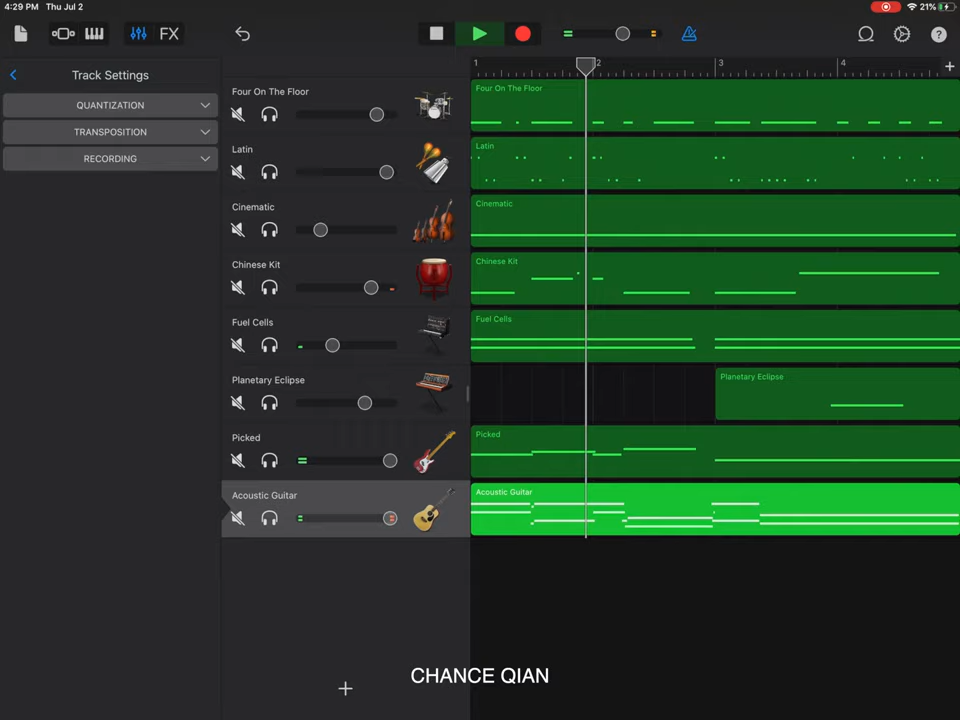 4:29 PM Thu Jul 2
21%
FX
?
Track Settings
QUANTIZATION
TRANSPOSITION
RECORDING
1 2 3 4 +
Four On The Floor
Four On The Floor
Latin
Latin
Cinematic
Cinematic
Chinese Kit
Chinese Kit
Fuel Cells
Fuel Cells
Planetary Eclipse
Planetary Eclipse
Picked
Picked
Acoustic Guitar
Acoustic Guitar
CHANCE QIAN
+